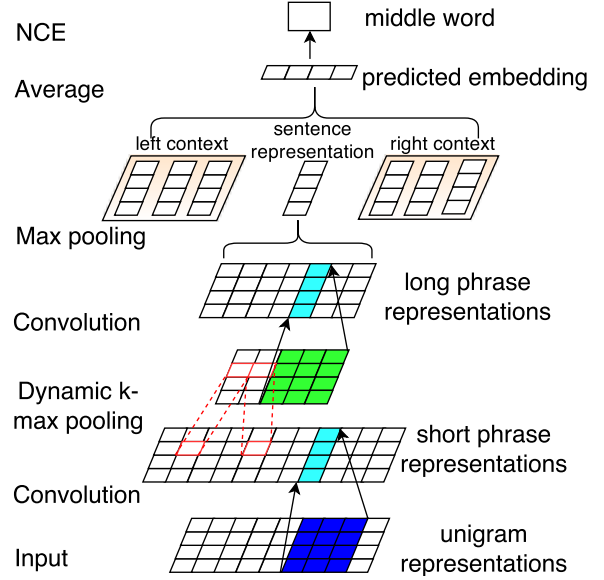 NCE
middle word
Average
predicted embedding
left context
sentence
representation
right context
Max pooling
long phrase
representations
Convolution
Dynamic k-
max pooling
short phrase
representations
Convolution
unigram
representations
Input